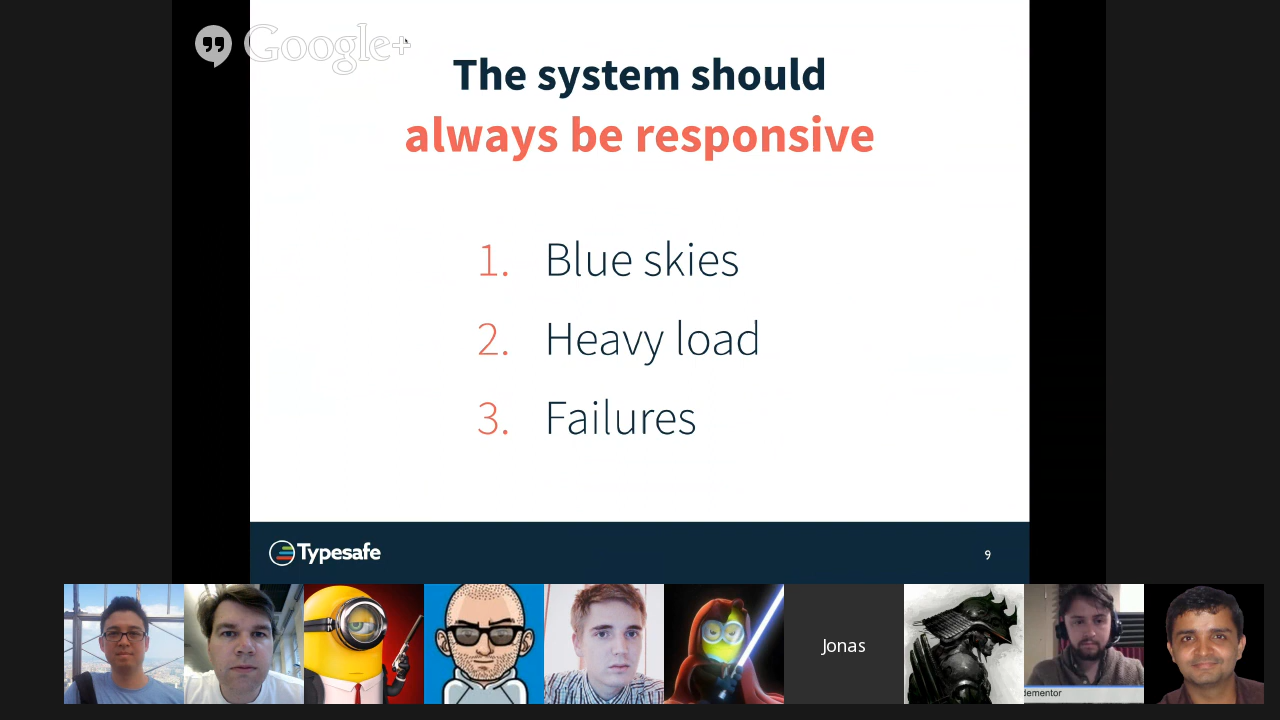 Google+
The system should
always be responsive
1. Blue skies
2. Heavy load
3. Failures
Typesafe
9
Jonas
dementor